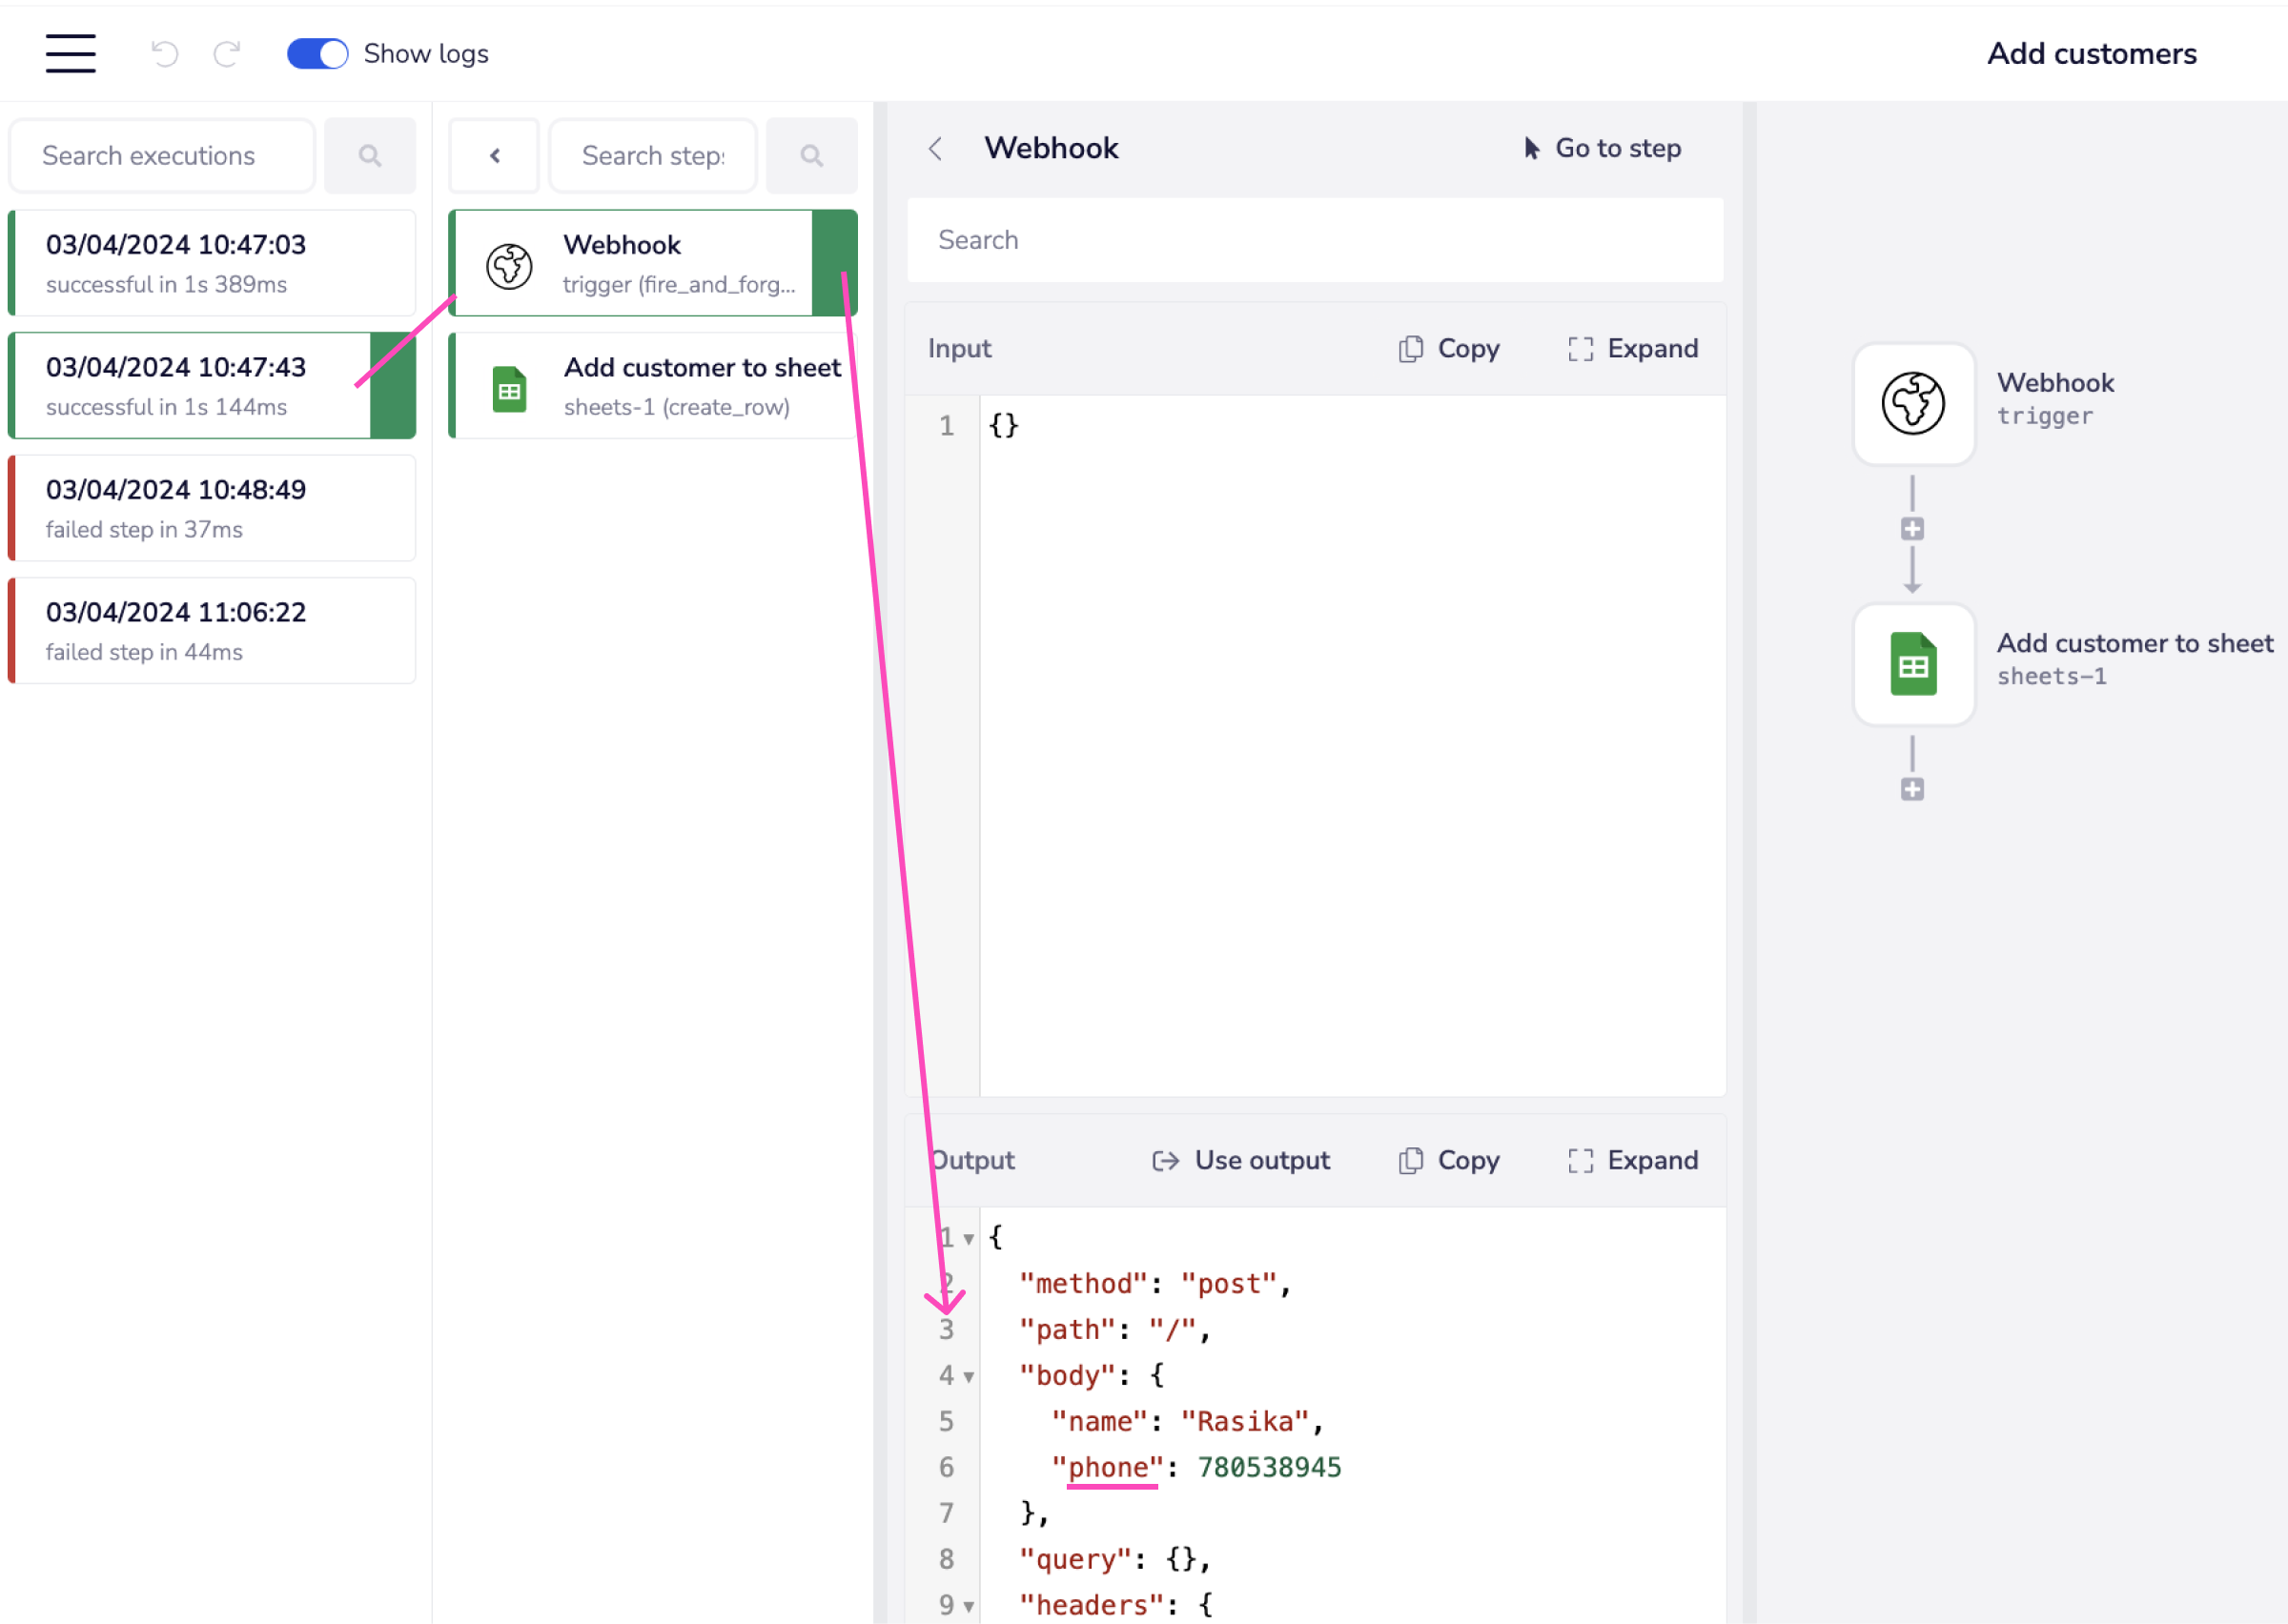 Show logs
Add customers
Search executions
03/04/2024 10:47:03
successful in 1s 389ms
03/04/2024 10:47:43
successful in 1s 144ms
03/04/2024 10:48:49
failed step in 37ms
03/04/2024 11:06:22
failed step in 44ms
Search steps
Webhook
trigger (fire_and_forg...
Add customer to sheet
sheets-1 (create_row)
Webhook
Go to step
Search
Input
Copy
Expand
1 {}
Output
Use output
Copy
Expand
1 {
2 "method": "post",
3 "path": "/",
4 "body": {
5 "name": "Rasika",
6 "phone": 780538945
7 },
8 "query": {},
9 "headers": {
Webhook
trigger
Add customer to sheet
sheets-1